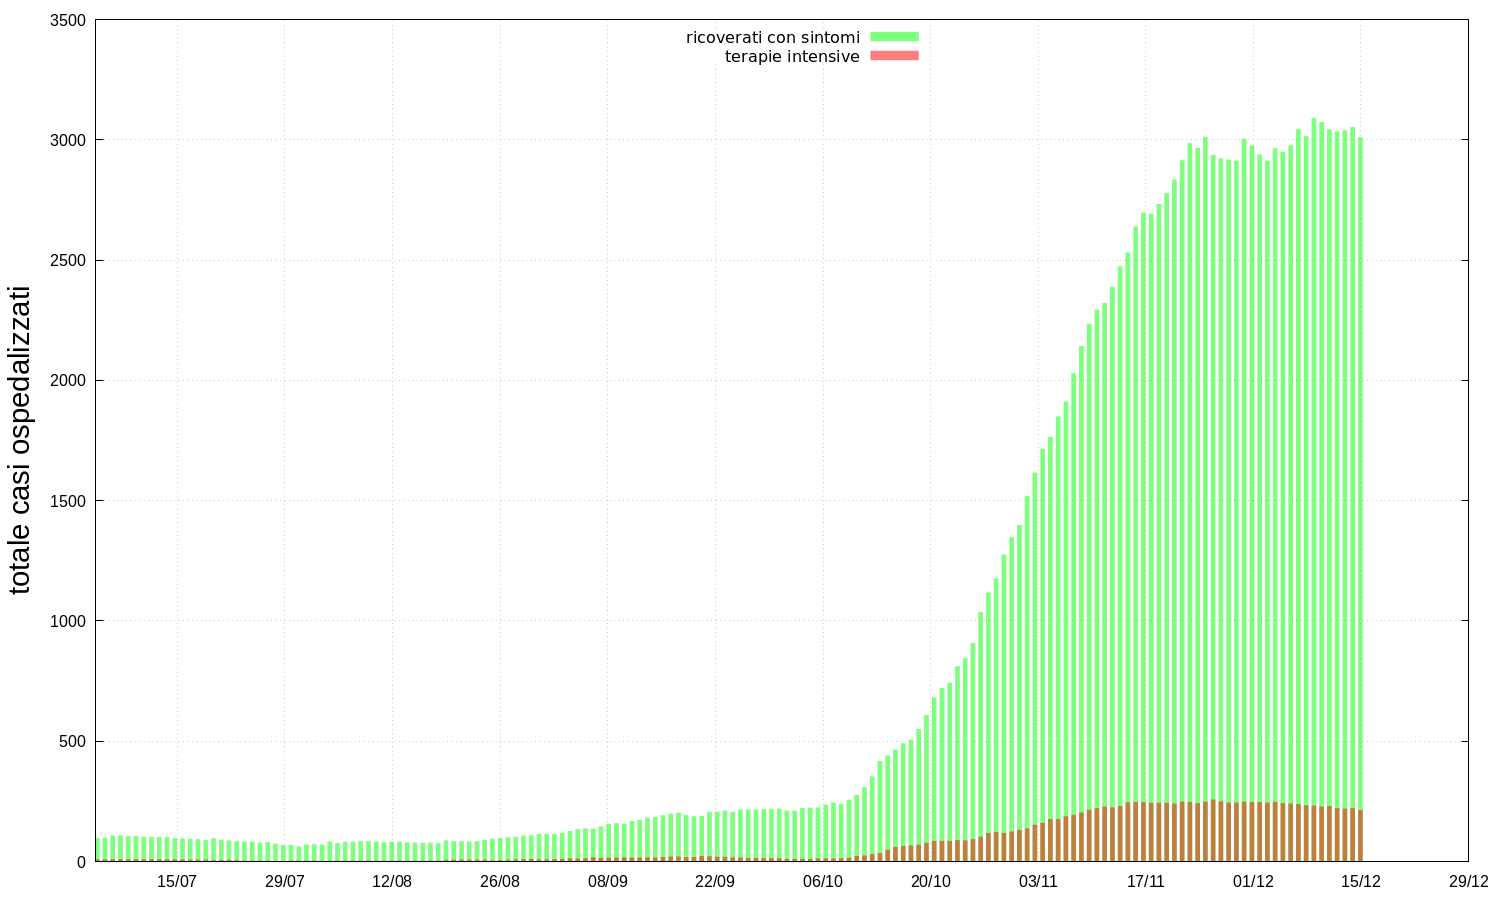 3500
3000
2500
2000
1500
1000
500
0
totale casi ospedalizzati
ricoverati con sintomi
terapie intensive
15/07 29/07 12/08 26/08 08/09 22/09 06/10 20/10 03/11 17/11 01/12 15/12 29/12